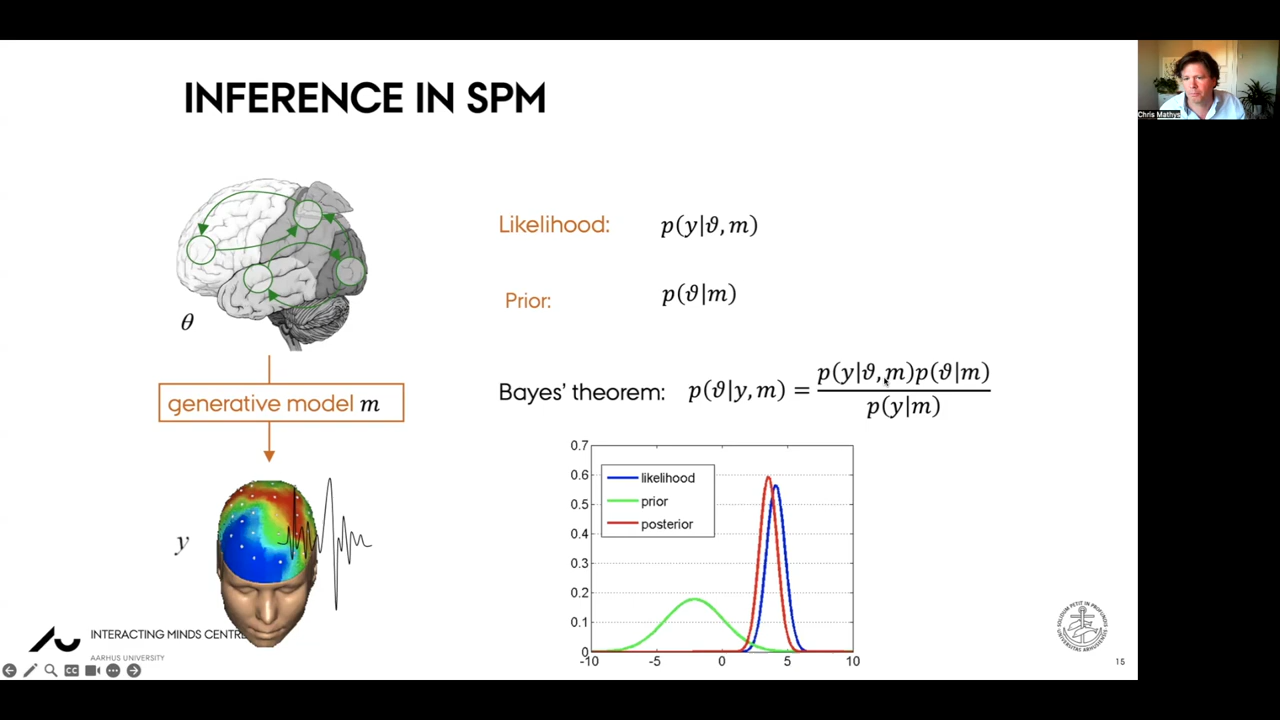 INFERENCE IN SPM
Chris Mathys
θ
generative model m
y
Likelihood: p(y|ϑ, m)
Prior: p(ϑ|m)
Bayes’ theorem: p(ϑ|y, m) = p(y|ϑ, m)p(ϑ|m)
p(y|m)
0.7
0.6
0.5
0.4
0.3
0.2
0.1
0
likelihood
prior
posterior
-10 -5 0 5 10
INTERACTING MINDS CENTRE
AARHUS UNIVERSITY
CC
15